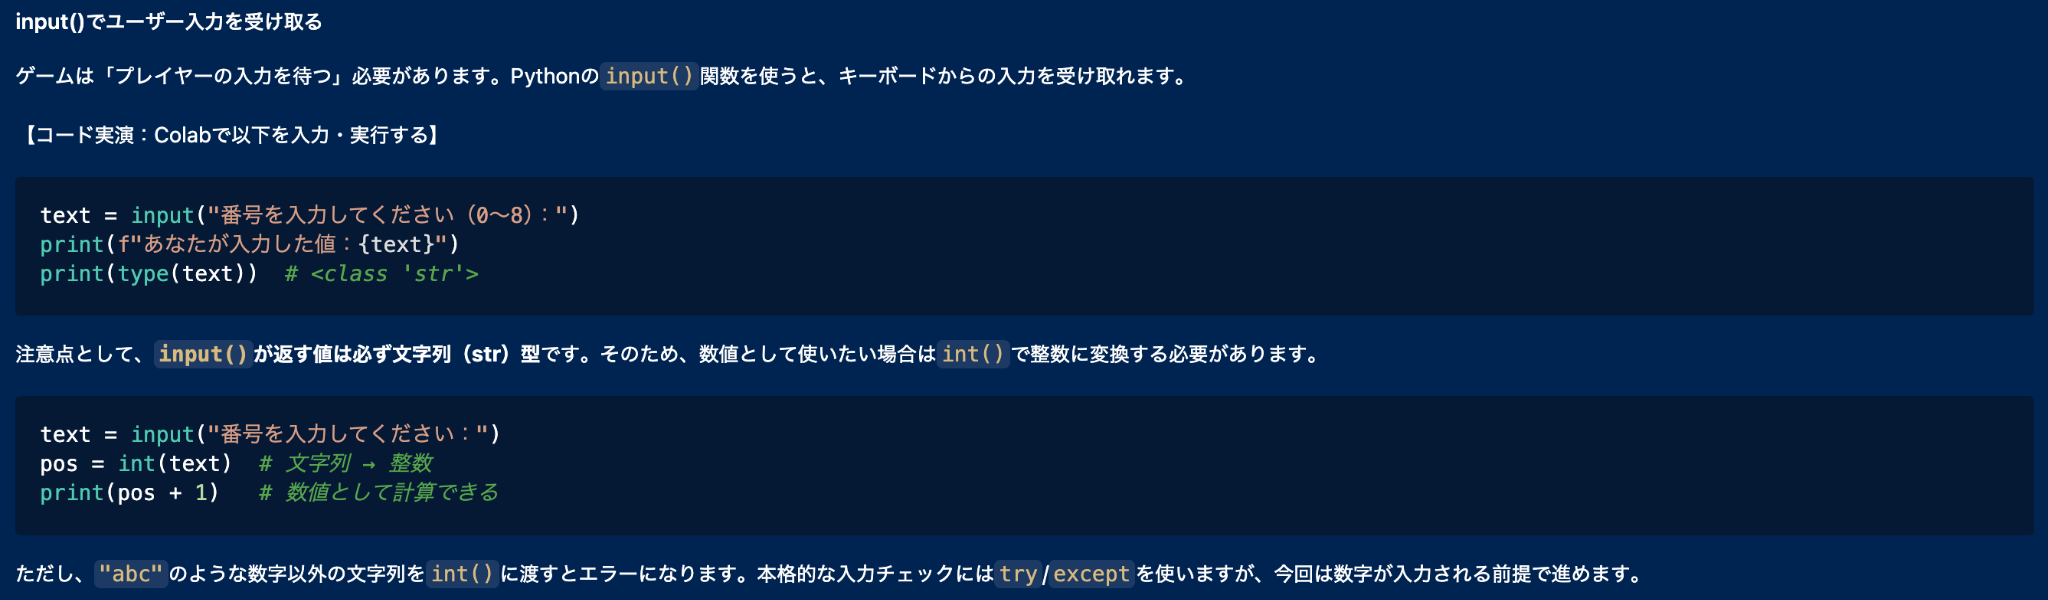 input()でユーザー入力を受け取る
ゲームは「プレイヤーの入力を待つ」必要があります。Pythonのinput()関数を使うと、キーボードからの入力を受け取れます。
【コード実演：Colabで以下を入力・実行する】
text = input("番号を入力してください（0〜8）：")
print(f"あなたが入力した値：{text}")
print(type(text))  # <class 'str'>
注意点として、input()が返す値は必ず文字列（str）型です。そのため、数値として使いたい場合はint()で整数に変換する必要があります。
text = input("番号を入力してください：")
pos = int(text)  # 文字列 → 整数
print(pos + 1)   # 数値として計算できる
ただし、"abc"のような数字以外の文字列をint()に渡すとエラーになります。本格的な入力チェックにはtry/exceptを使いますが、今回は数字が入力される前提で進めます。